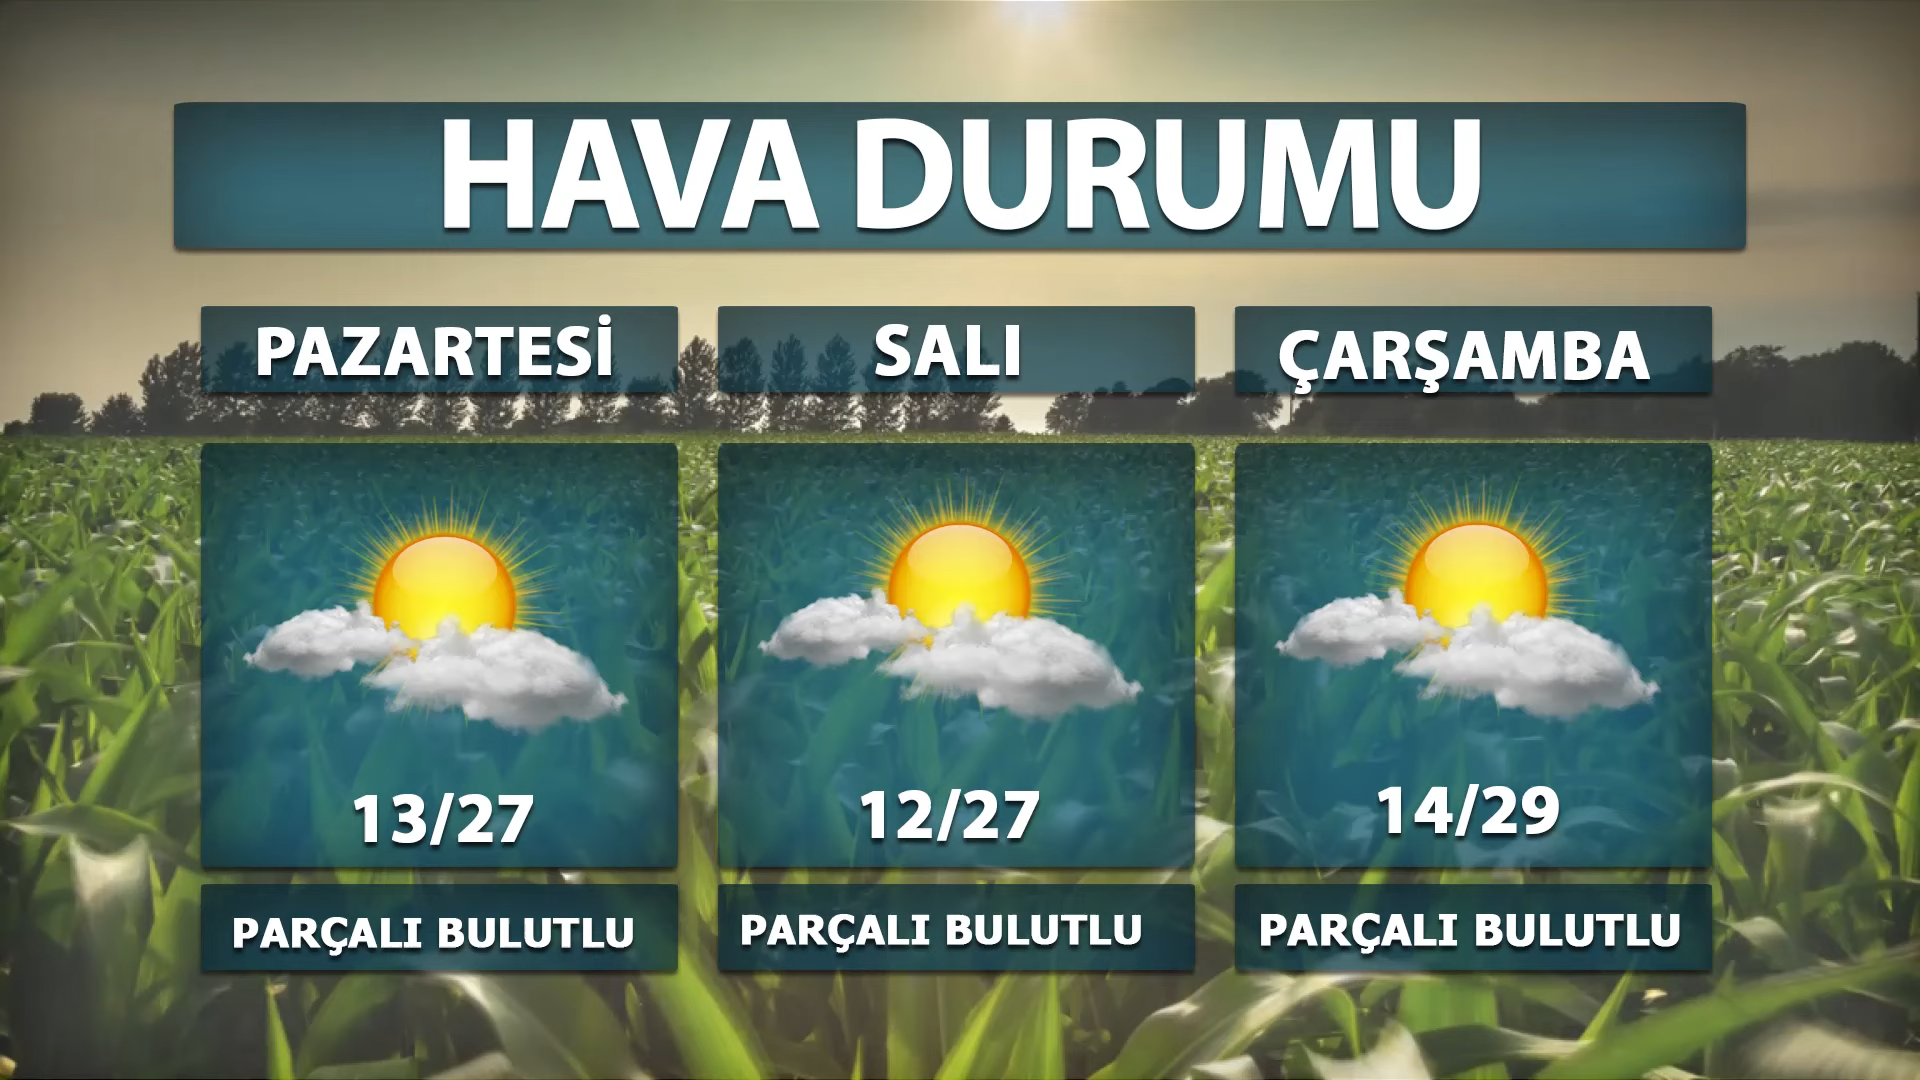 HAVA DURUMU
PAZARTESİ
SALI
ÇARŞAMBA
13/27
12/27
14/29
PARÇALI BULUTLU
PARÇALI BULUTLU
PARÇALI BULUTLU